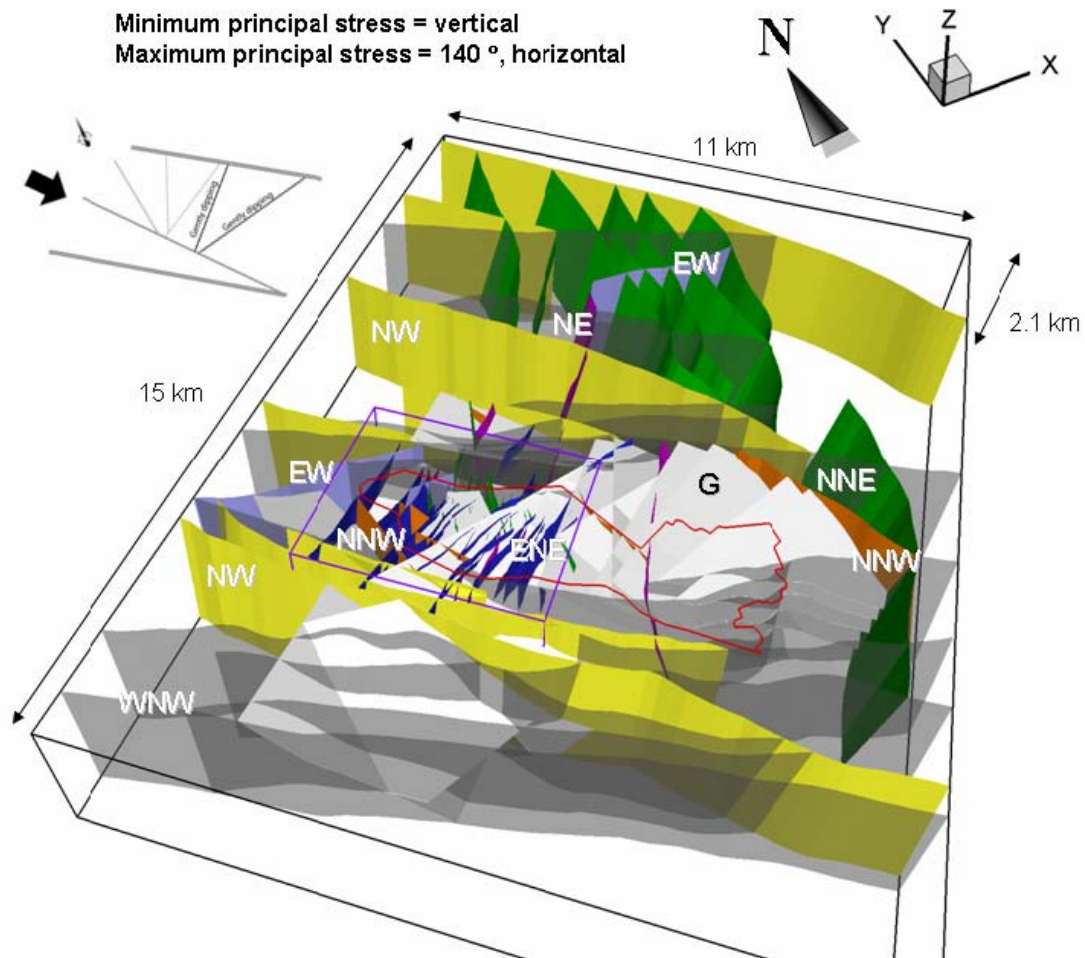 Minimum principal stress = vertical
Maximum principal stress = 140 º, horizontal
N
Y
Z
X
11 km
2.1 km
15 km
Gently dipping
Gently dipping
EW
NE
NW
EW
NNW
ENE
G
NNE
NNW
NW
WNW